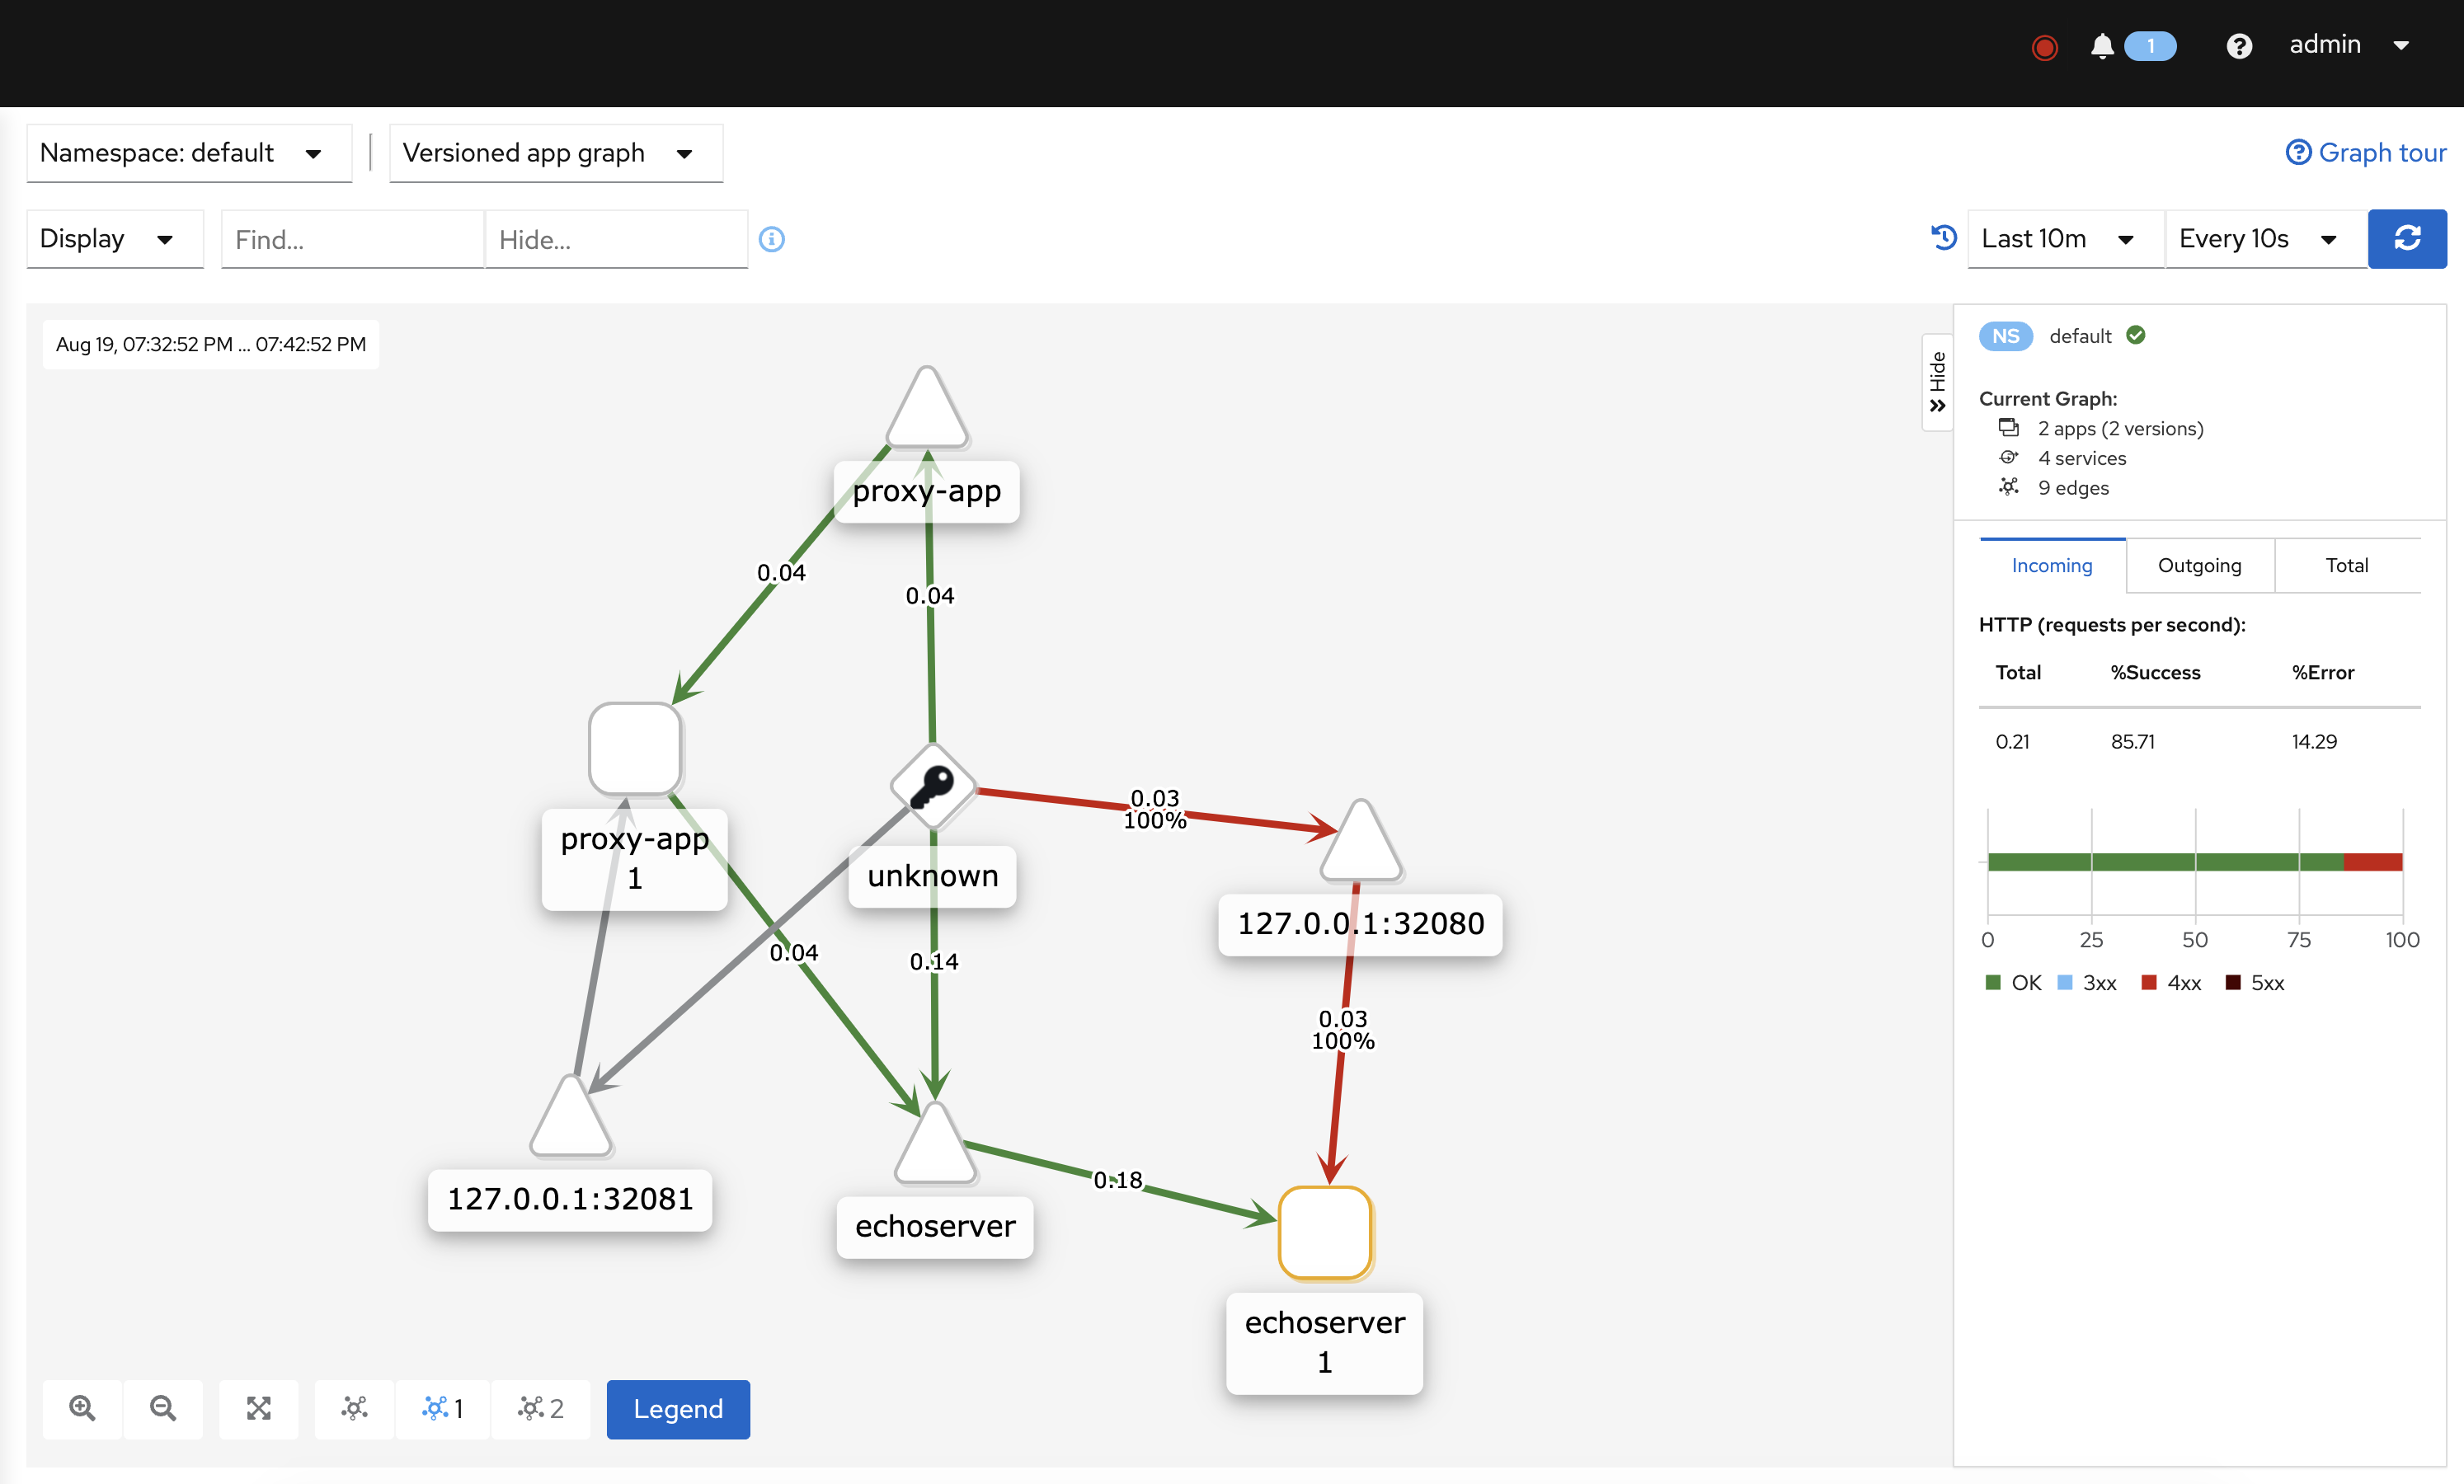 1
admin
Namespace: default
Versioned app graph
Graph tour
Display
Find...
Hide...
Last 10m
Every 10s
Aug 19, 07:32:52 PM ... 07:42:52 PM
proxy-app
0.04
0.04
proxy-app
1
unknown
0.03
100%
127.0.0.1:32080
0.04
0.14
0.03
100%
127.0.0.1:32081
echoserver
0.18
echoserver
1
1
2
Legend
Hide
NS default
Current Graph:
2 apps (2 versions)
4 services
9 edges
Incoming
Outgoing
Total
HTTP (requests per second):
Total %Success %Error
0.21 85.71 14.29
0 25 50 75 100
OK 3xx 4xx 5xx